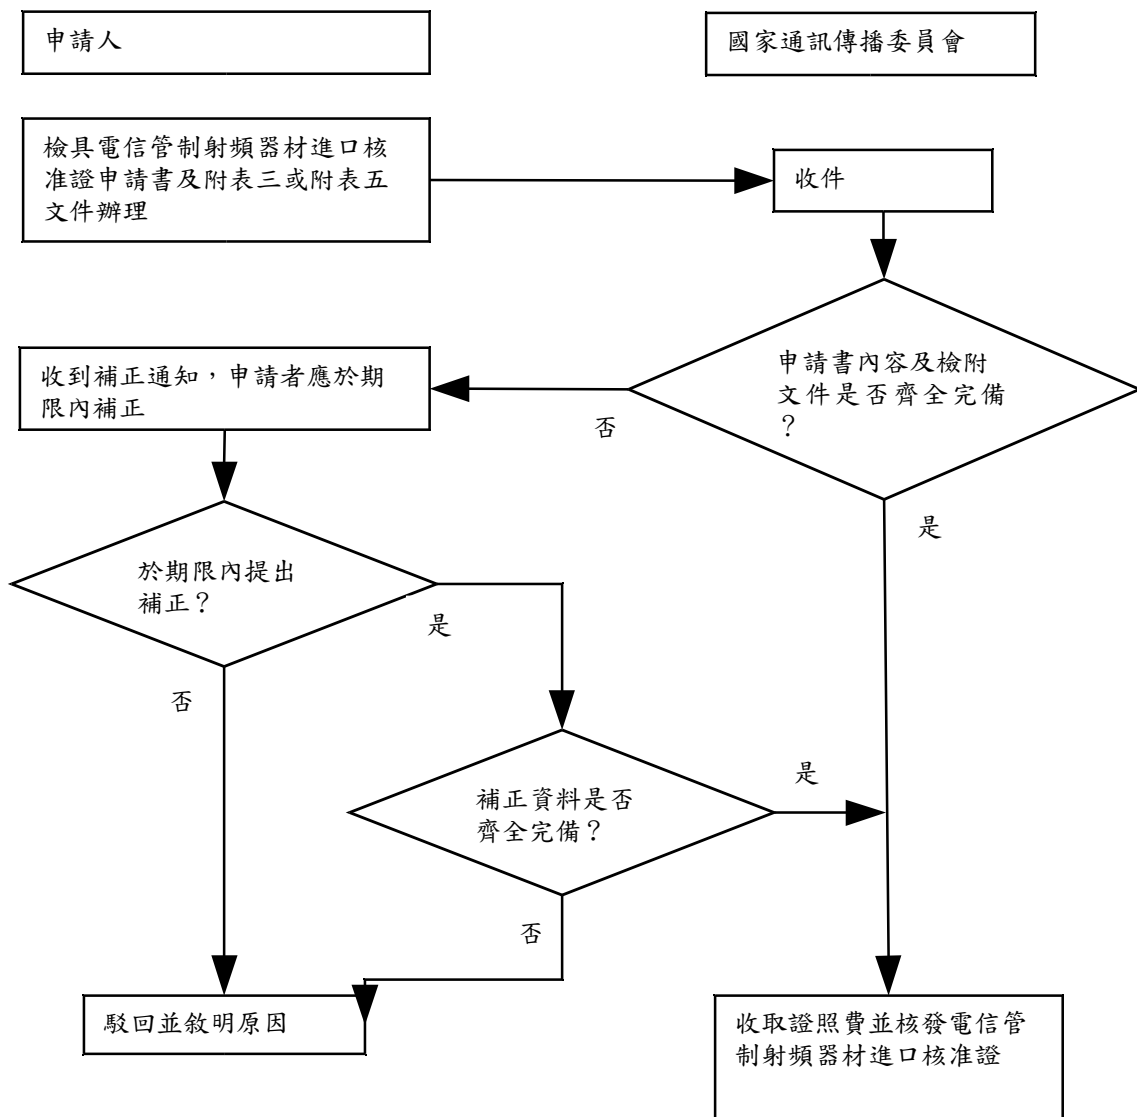 申請人
國家通訊傳播委員會
檢具電信管制射頻器材進口核
准證申請書及附表三或附表五
文件辦理
收件
申請書內容及檢附
文件是否齊全完備
？
收到補正通知，申請者應於期
限內補正
否
是
於期限內提出
補正？
是
否
補正資料是否
齊全完備？
是
否
駁回並敘明原因
收取證照費並核發電信管
制射頻器材進口核准證